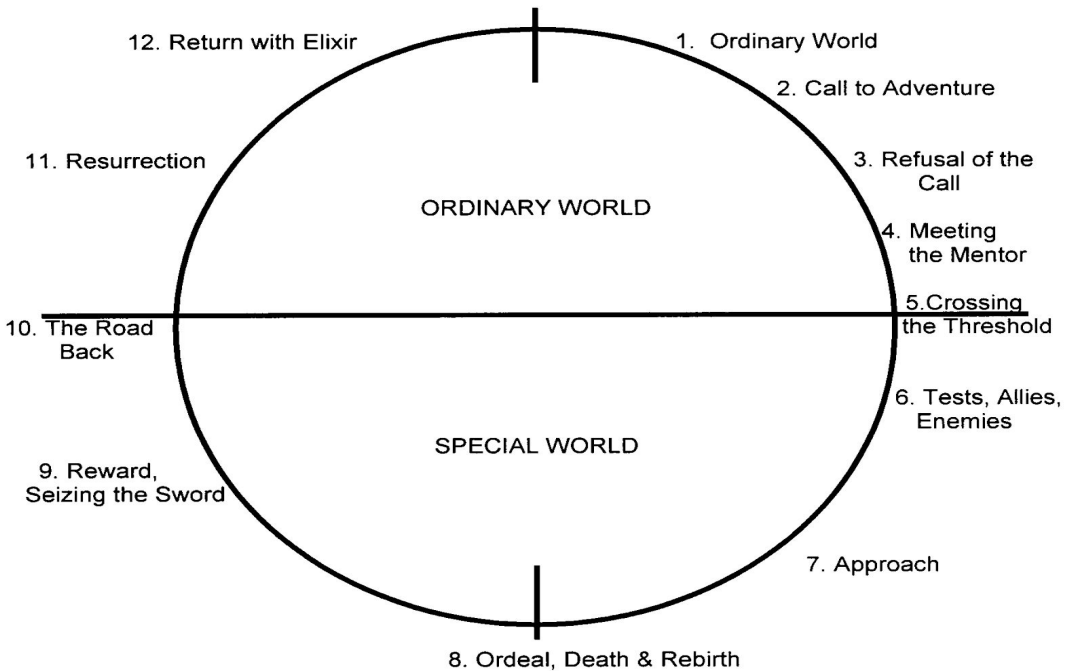 12. Return with Elixir
1. Ordinary World
2. Call to Adventure
11. Resurrection
3. Refusal of the
Call
ORDINARY WORLD
4. Meeting
the Mentor
5.Crossing
the Threshold
10. The Road
Back
6. Tests, Allies,
Enemies
SPECIAL WORLD
9. Reward,
Seizing the Sword
7. Approach
8. Ordeal, Death & Rebirth